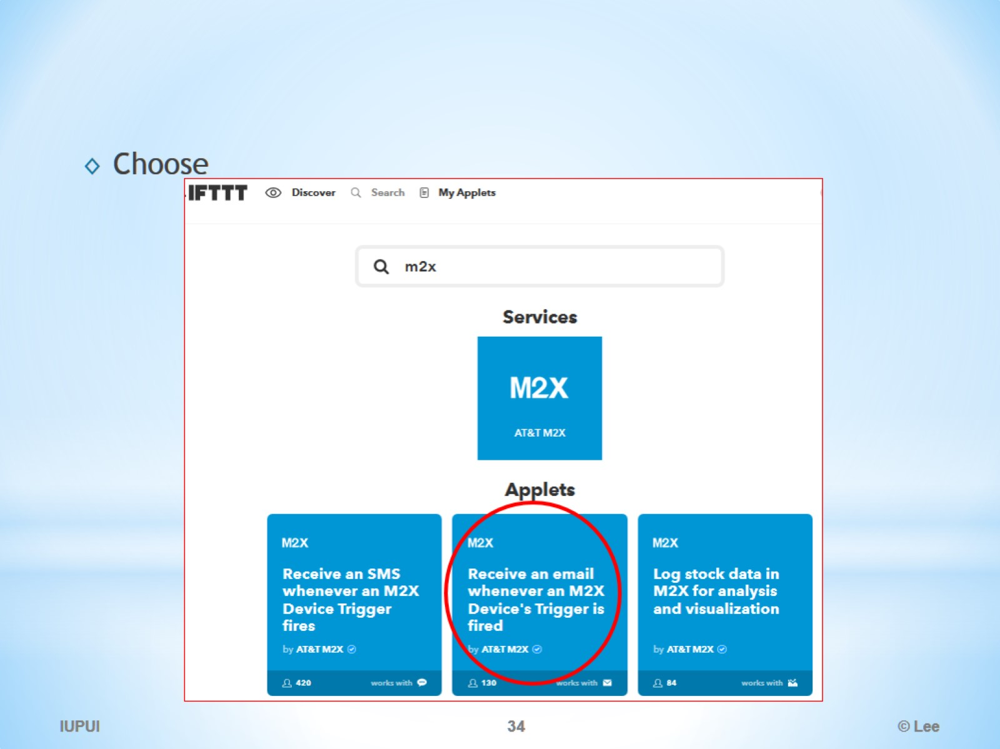 Choose
IFTTT Discover Search My Applets
m2x
Services
M2X
AT&T M2X
Applets
M2X
Receive an SMS
whenever an M2X
Device Trigger
fires
by AT&T M2X
420 works with
M2X
Receive an email
whenever an M2X
Device's Trigger is
fired
by AT&T M2X
130 works with
M2X
Log stock data in
M2X for analysis
and visualization
by AT&T M2X
84 works with
IUPUI 34 © Lee